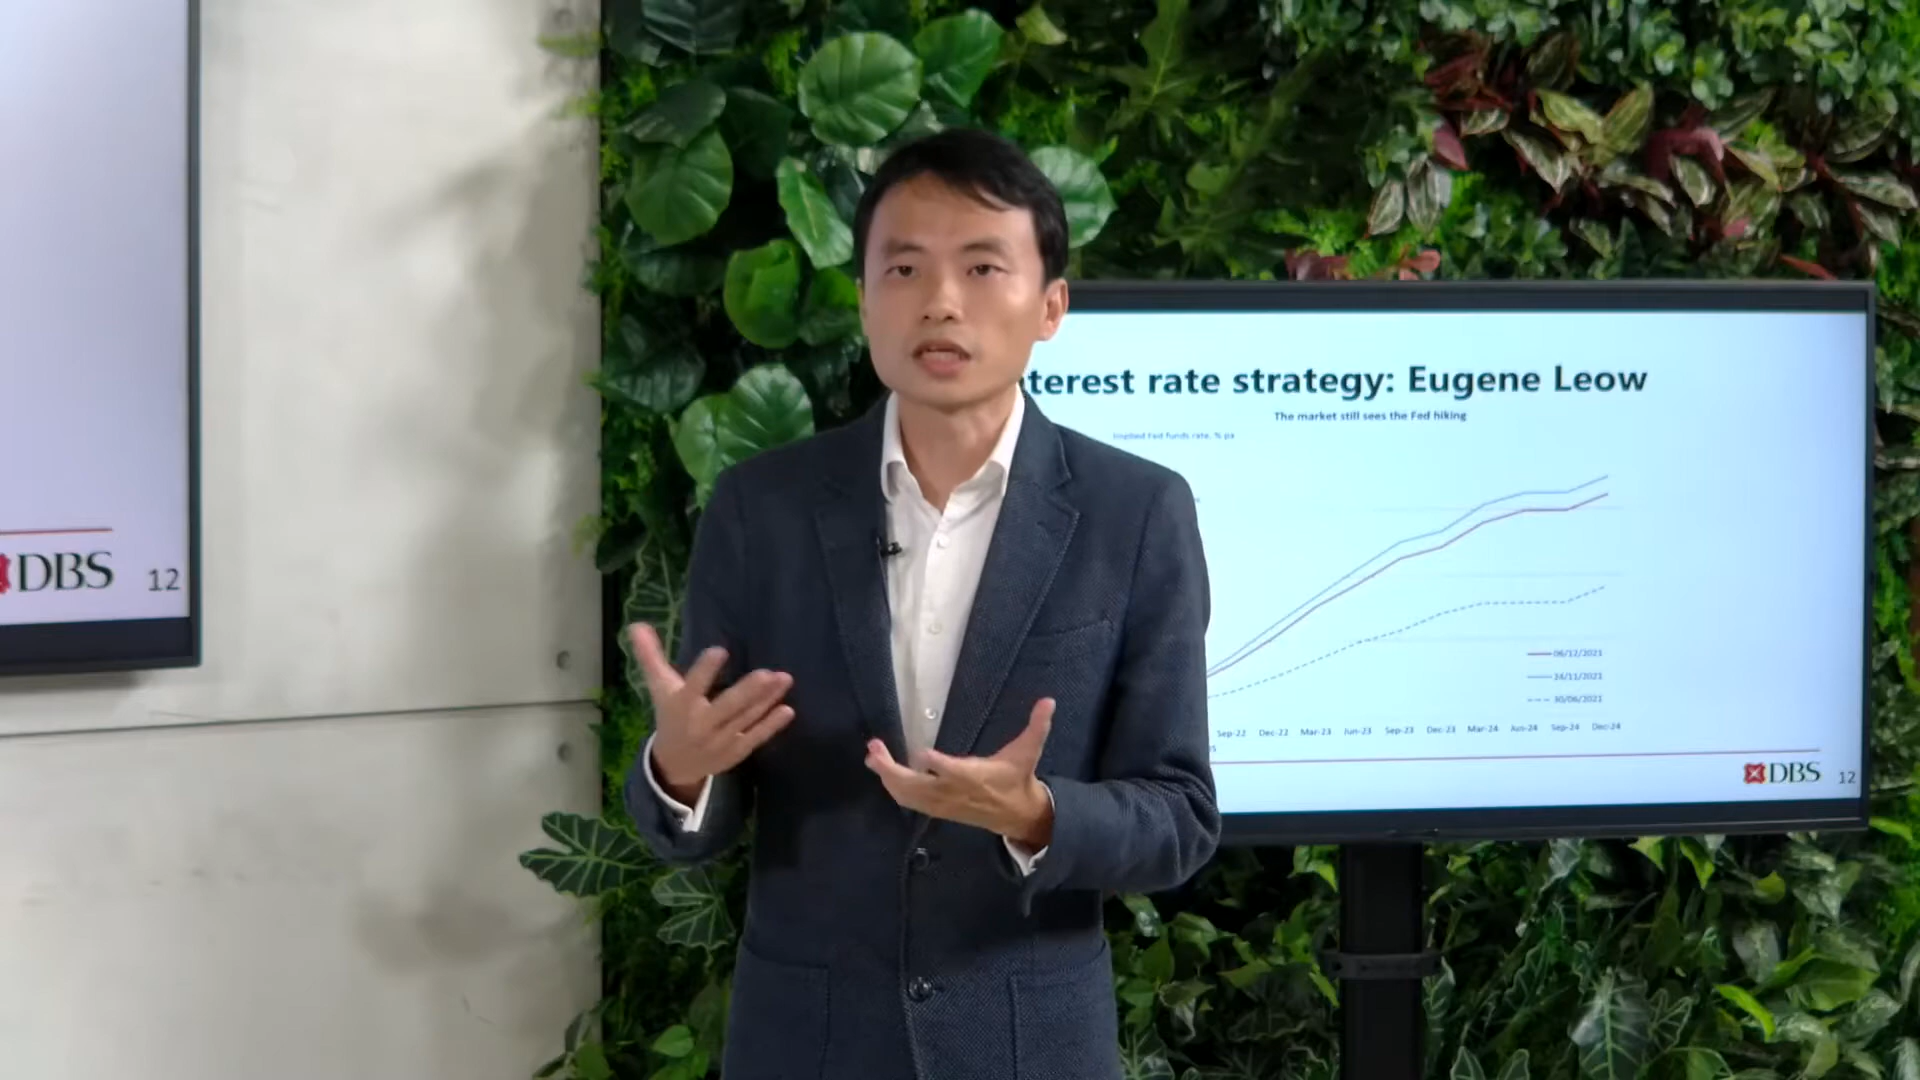 DBS 12
terest rate strategy: Eugene Leow
The market still sees the Fed hiking
Implied Fed funds rate, % pa
06/12/2021
24/11/2021
30/06/2021
Sep-22 Dec-22 Mar-23 Jun-23 Sep-23 Dec-23 Mar-24 Jun-24 Sep-24 Dec-24
DBS 12